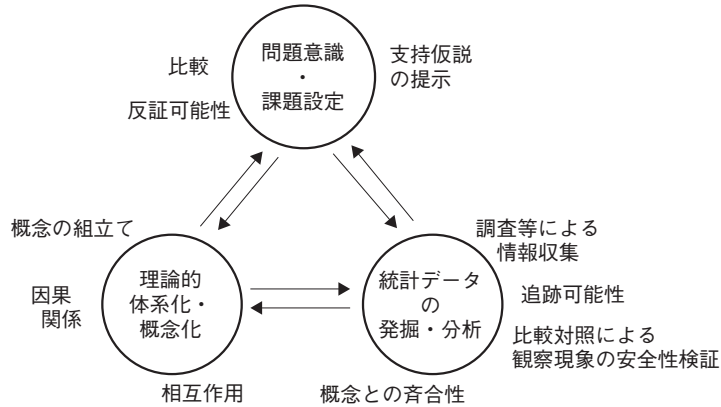 問題意識
・
課題設定
比較
反証可能性
支持仮説
の提示
概念の組立て
因果
関係
理論的
体系化・
概念化
相互作用
調査等による
情報収集
統計データ
の
発掘・分析
追跡可能性
比較対照による
観察現象の安全性検証
概念との斉合性